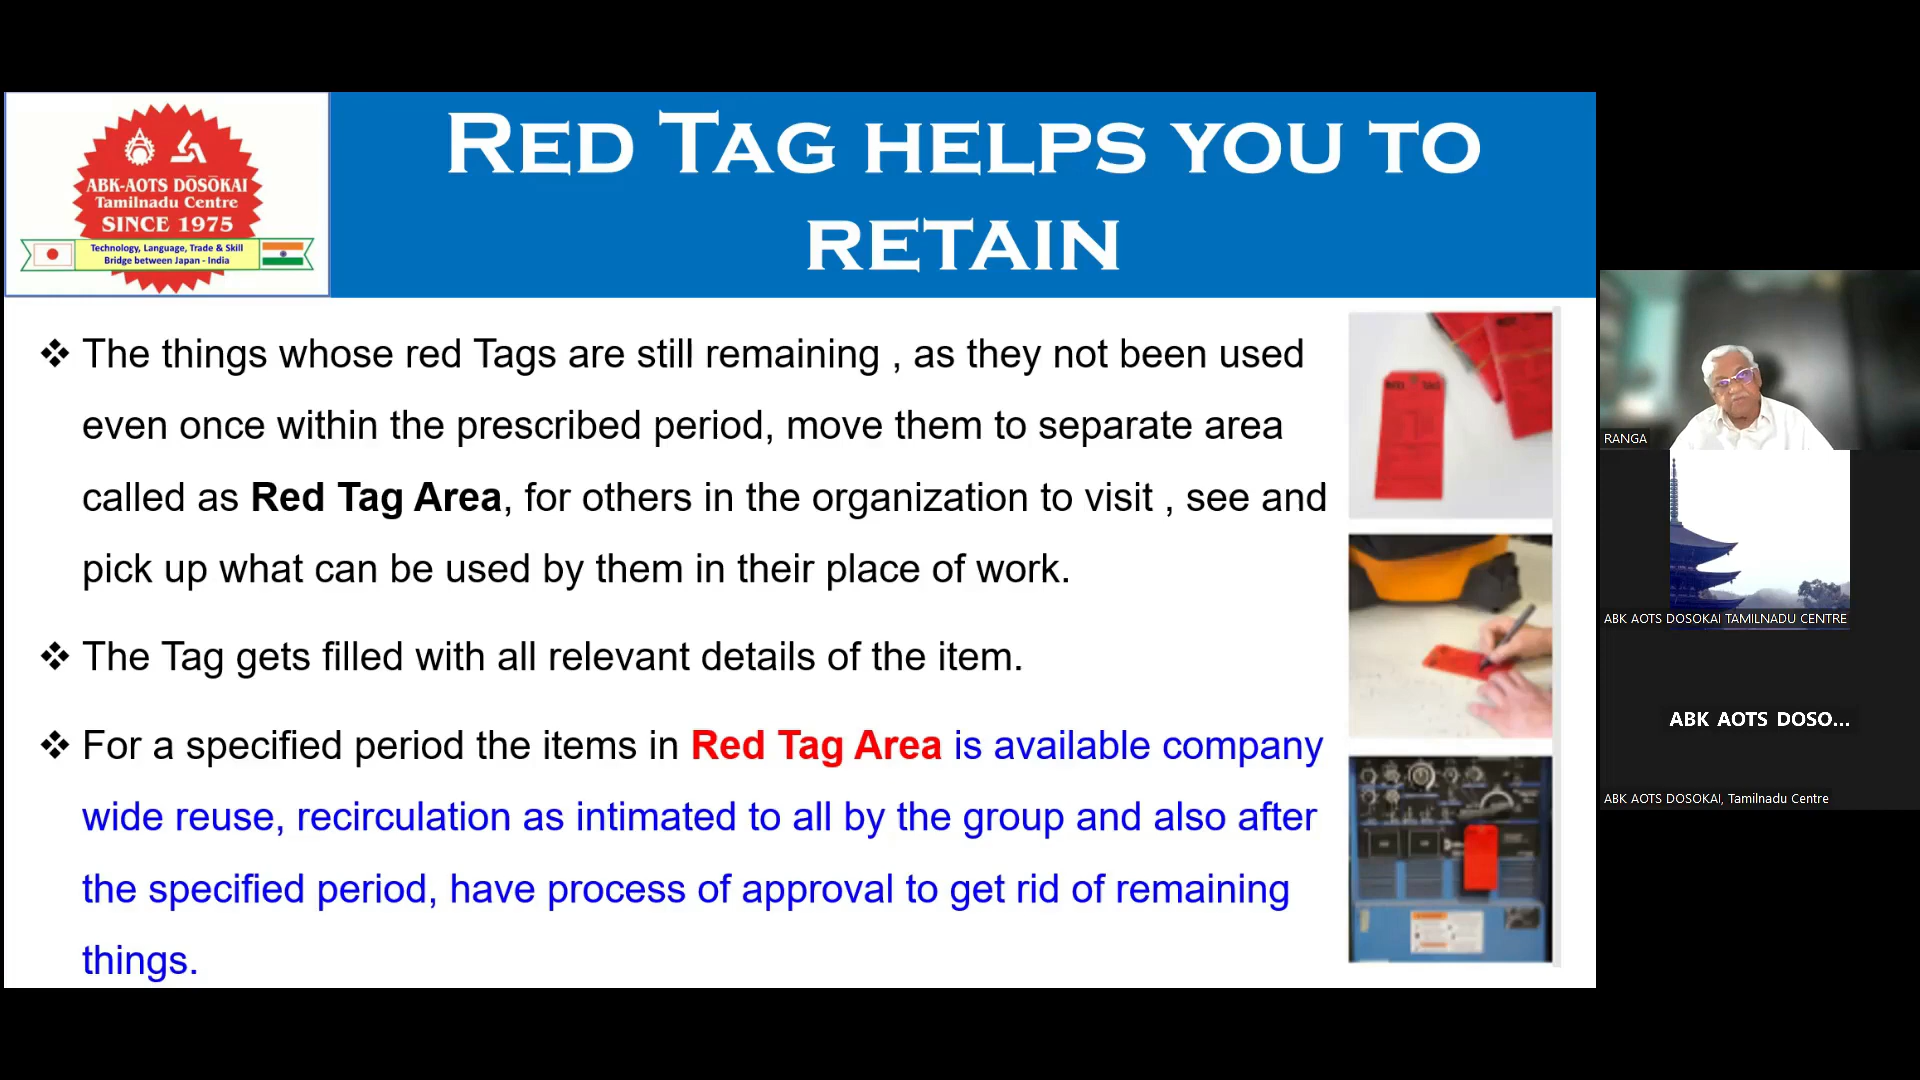 ABK-AOTS DŌSŌKAI
Tamilnadu Centre
SINCE 1975
Technology, Language, Trade & Skill
Bridge between Japan - India
RED TAG HELPS YOU TO
RETAIN
❖ The things whose red Tags are still remaining , as they not been used
even once within the prescribed period, move them to separate area
called as Red Tag Area, for others in the organization to visit , see and
pick up what can be used by them in their place of work.
❖ The Tag gets filled with all relevant details of the item.
❖ For a specified period the items in Red Tag Area is available company
wide reuse, recirculation as intimated to all by the group and also after
the specified period, have process of approval to get rid of remaining
things.
RANGA
ABK AOTS DOSOKAI TAMILNADU CENTRE
ABK AOTS DOSO...
ABK AOTS DOSOKAI, Tamilnadu Centre